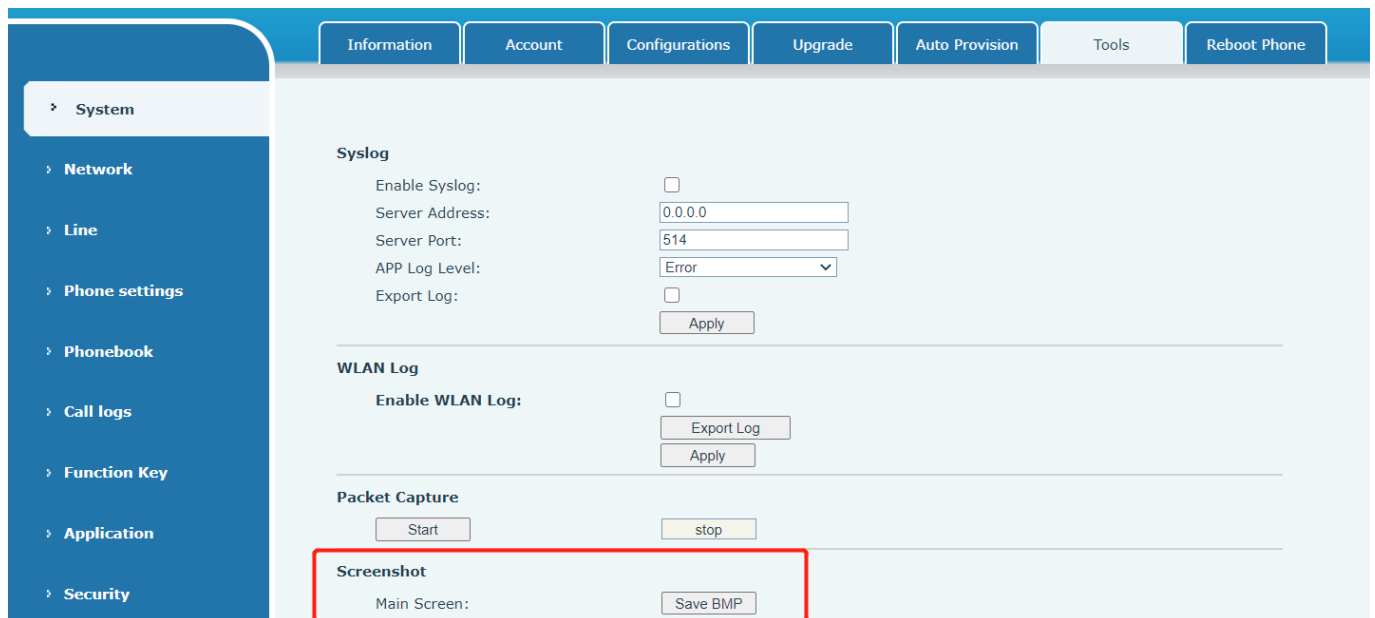 Information Account Configurations Upgrade Auto Provision Tools Reboot Phone
System
Network
Line
Phone settings
Phonebook
Call logs
Function Key
Application
Security
Syslog
Enable Syslog:
Server Address: 0.0.0.0
Server Port: 514
APP Log Level: Error
Export Log:
Apply
WLAN Log
Enable WLAN Log:
Export Log
Apply
Packet Capture
Start stop
Screenshot
Main Screen: Save BMP